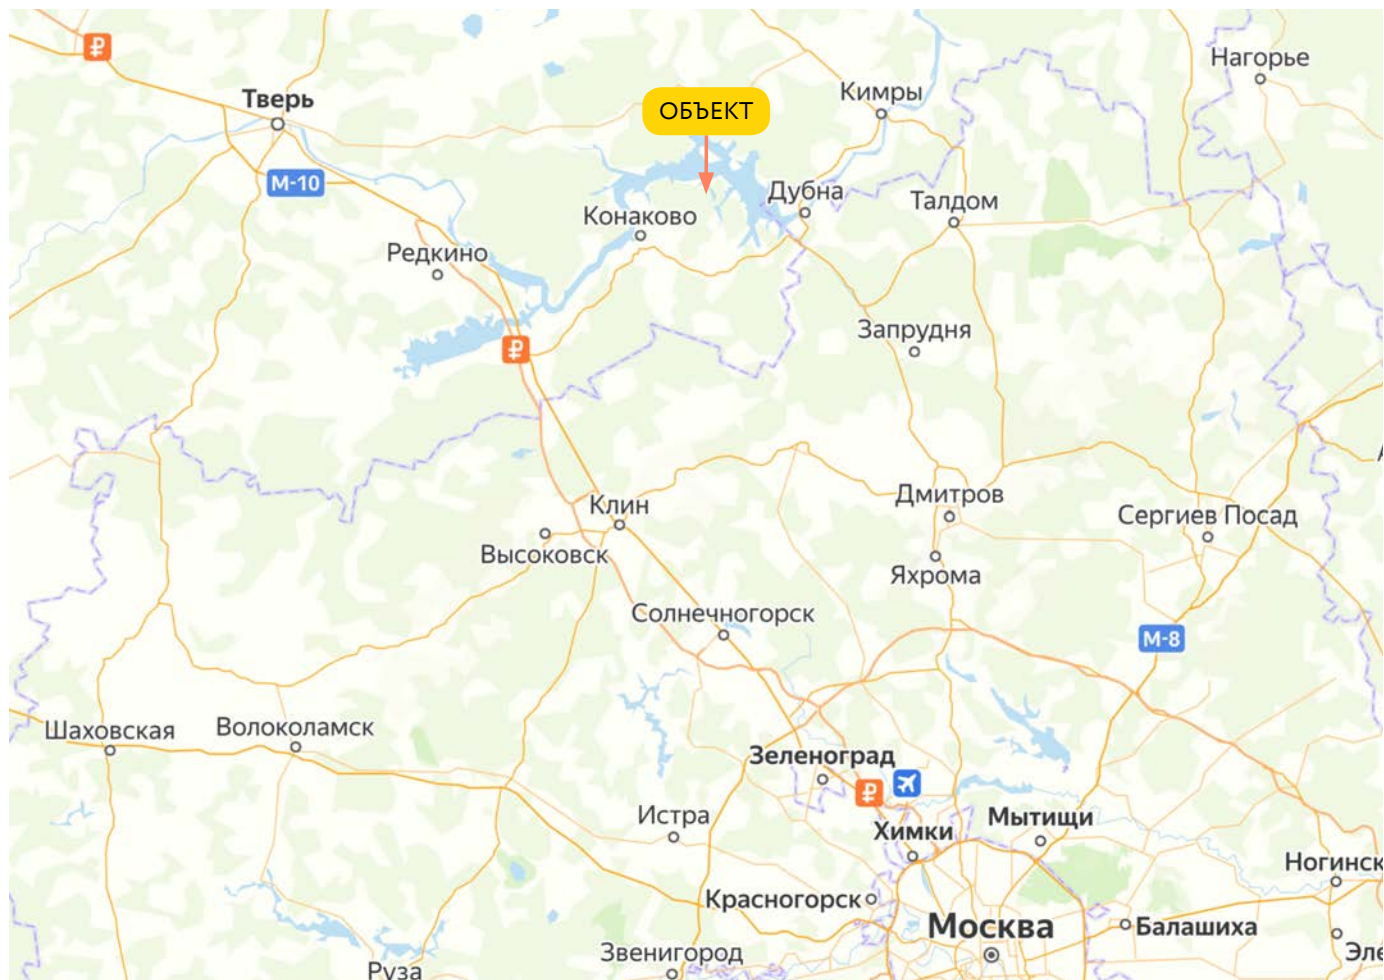 Нагорье
₽
Тверь
Кимры
ОБЪЕКТ
М-10
Дубна
Талдом
Конаково
Редкино
Запрудня
₽
Клин
Дмитров
Сергиев Посад
Высоковск
Яхрома
Солнечногорск
М-8
Шаховская
Волоколамск
Зеленоград
₽
Истра
Химки
Мытищи
Ногинск
Красногорск
Москва
Балашиха
Звенигород
Эле
Руза